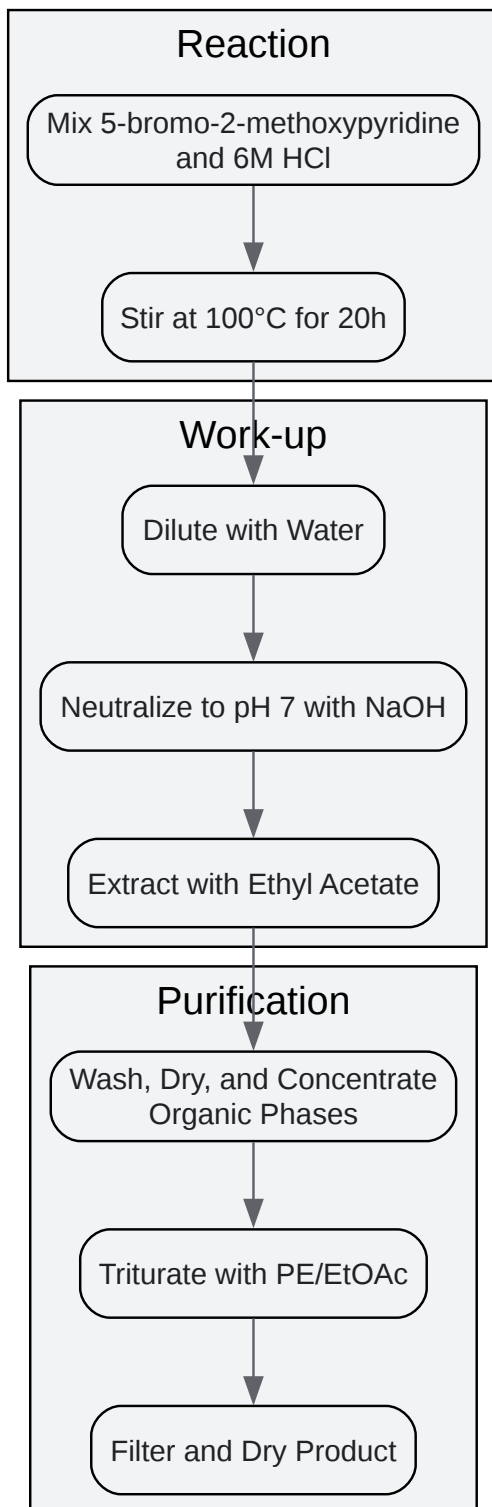 Reaction
Mix 5-bromo-2-methoxypyridine
and 6M HCl
Stir at 100°C for 20h
Work-up
Dilute with Water
Neutralize to pH 7 with NaOH
Extract with Ethyl Acetate
Purification
Wash, Dry, and Concentrate
Organic Phases
Triturate with PE/EtOAc
Filter and Dry Product